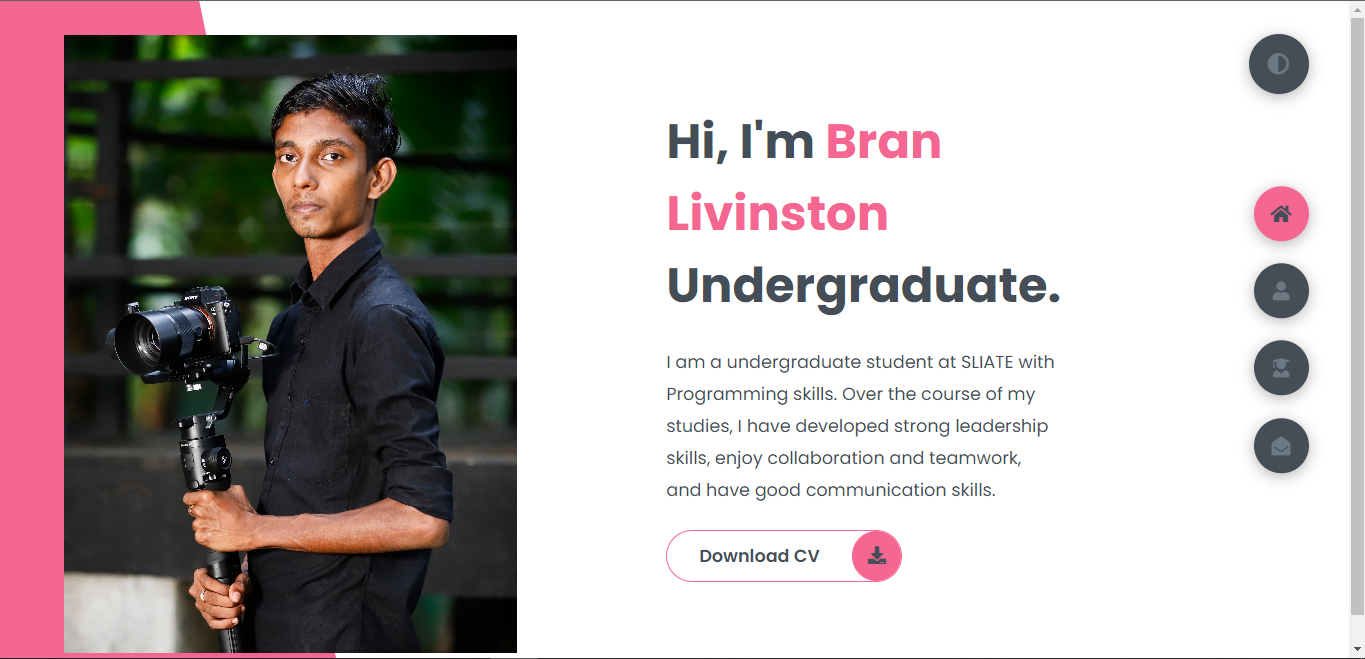 Hi, I'm Bran
Livinston
Undergraduate.
I am a undergraduate student at SLIATE with
Programming skills. Over the course of my
studies, I have developed strong leadership
skills, enjoy collaboration and teamwork,
and have good communication skills.
Download CV
SONY